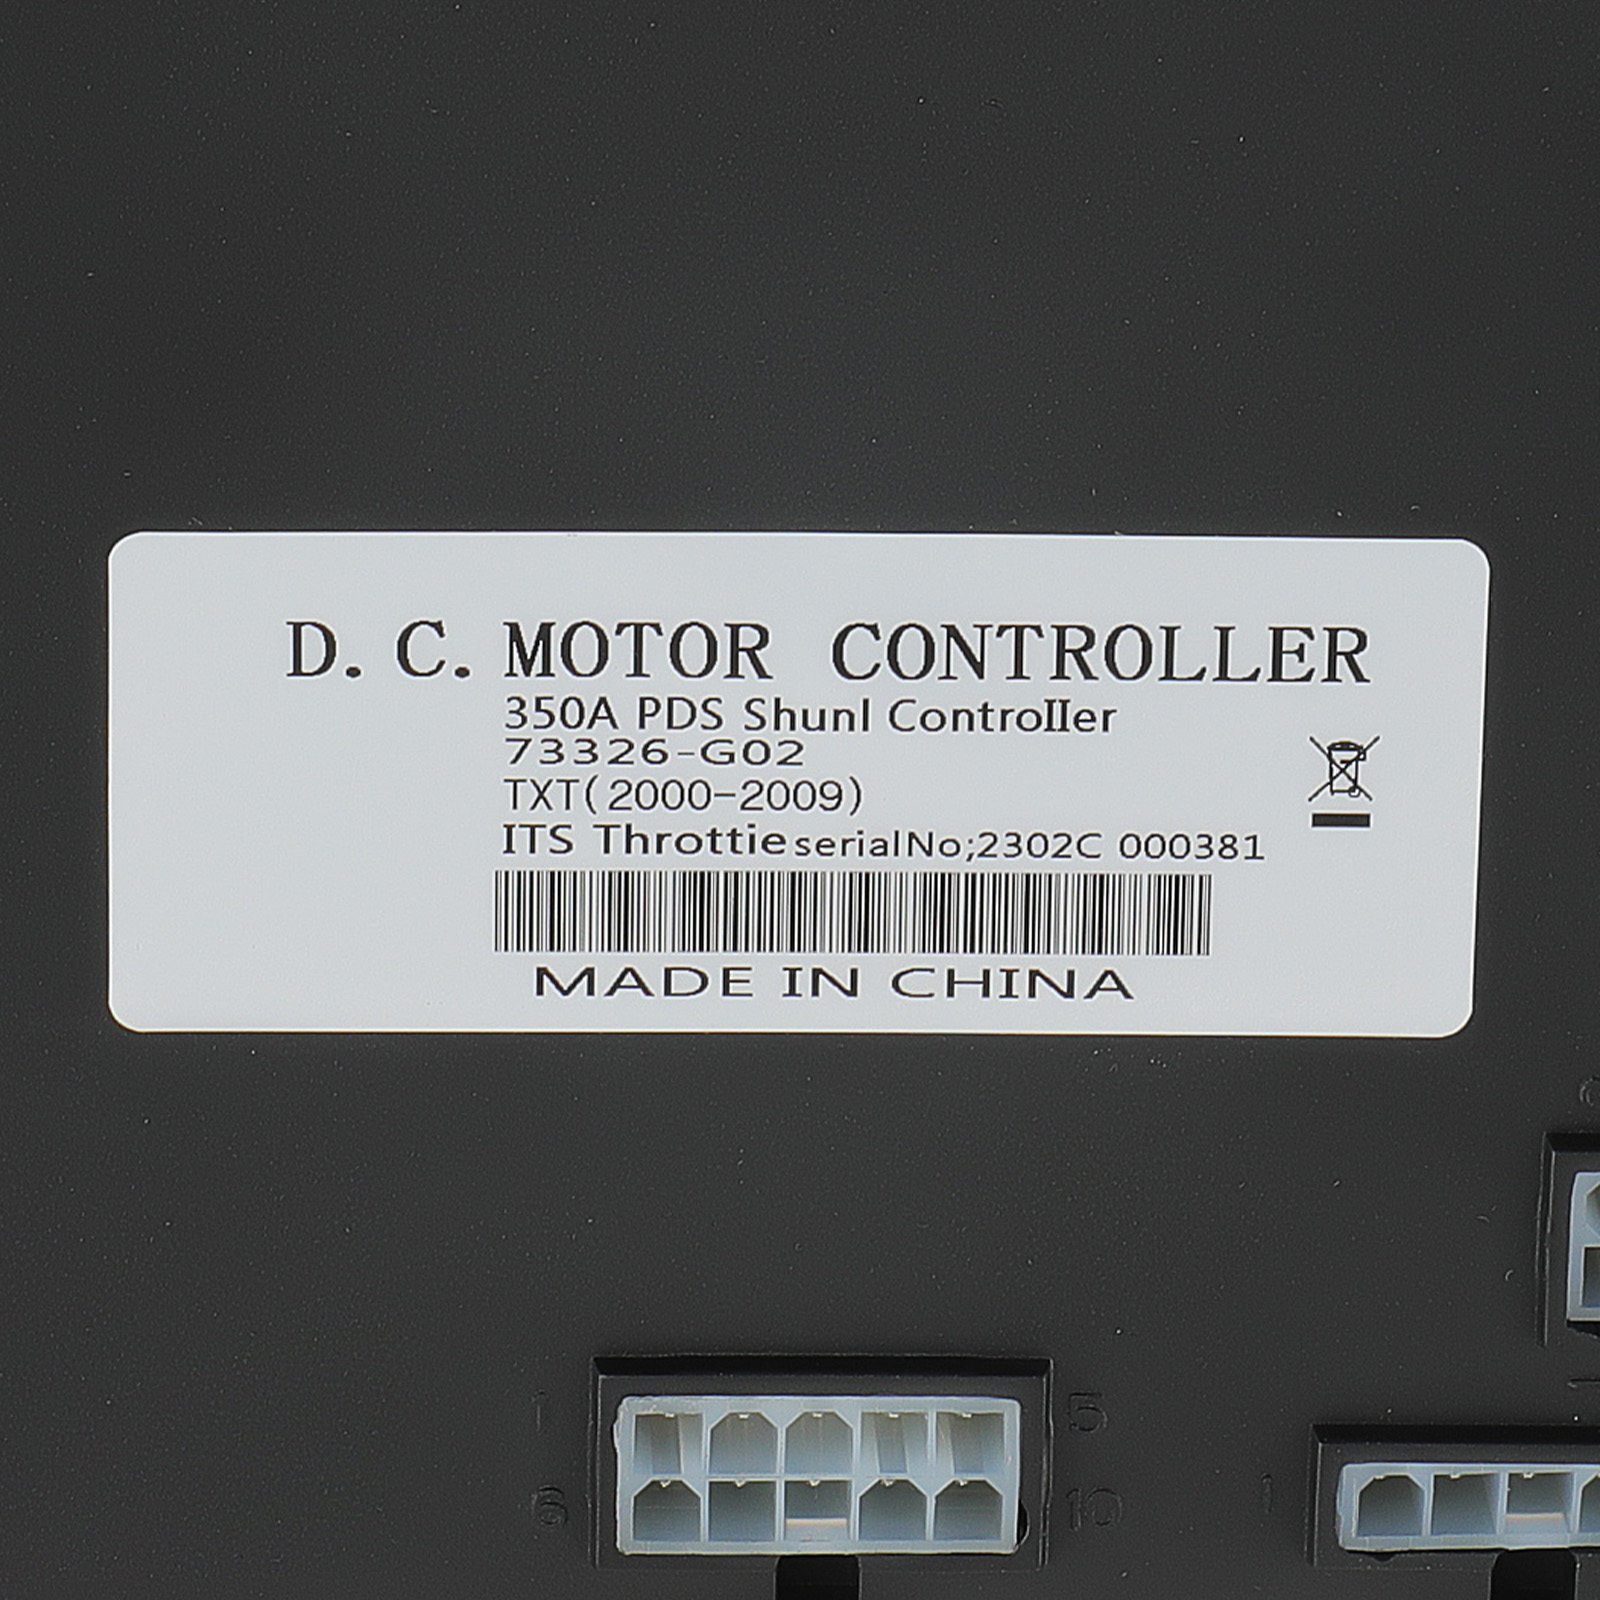 D. C. MOTOR CONTROLLER
350A PDS Shunl ControIIer
73326-G02
TXT(2000-2009)
ITS Throttie serialNo;2302C 000381
MADE IN CHINA
1 5
6 10
1